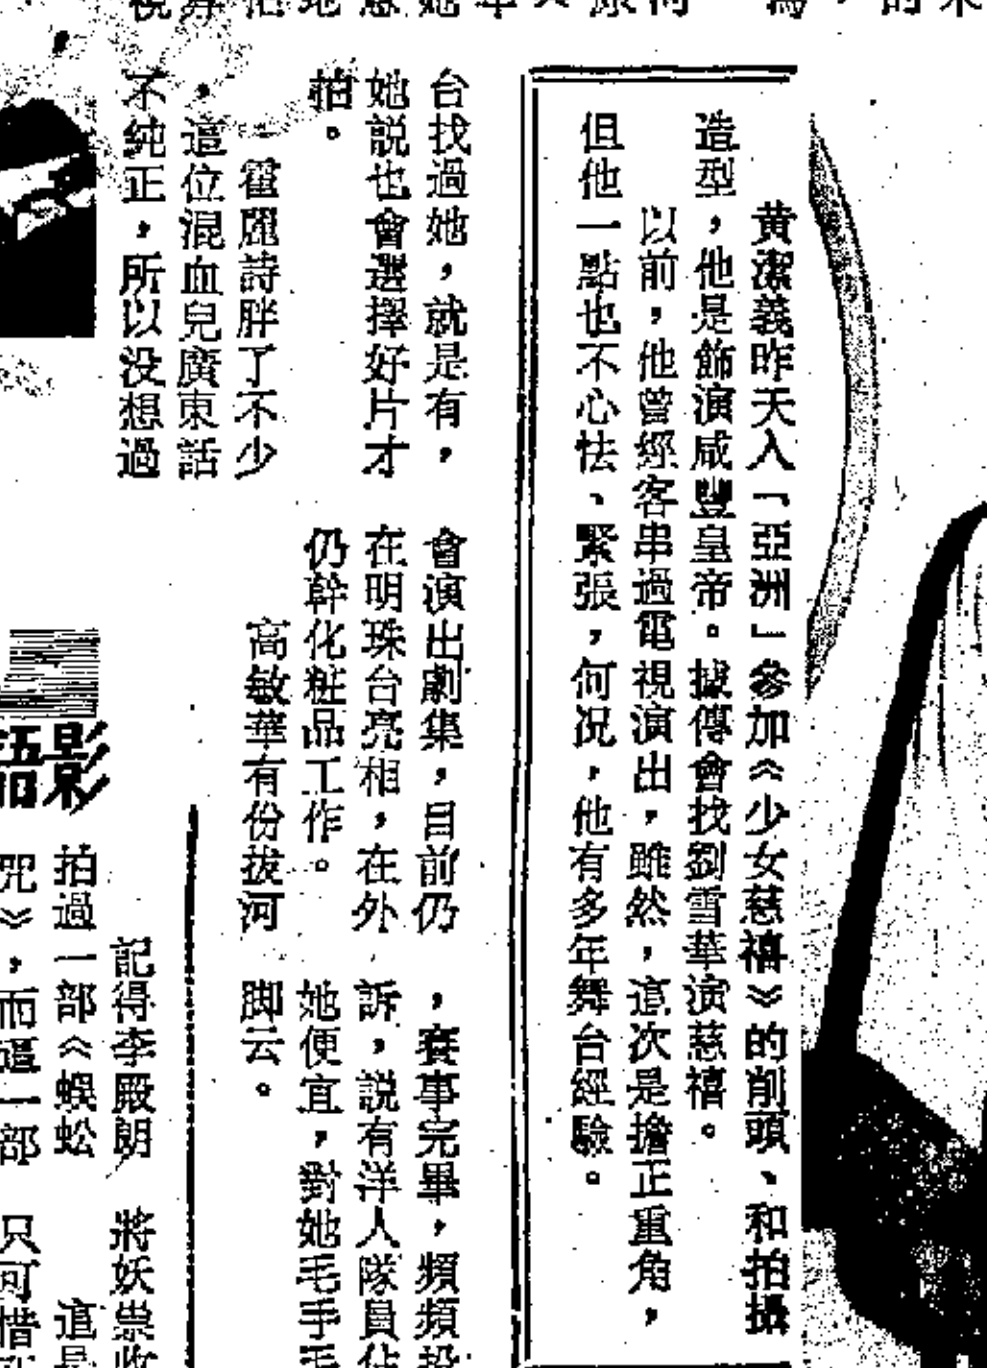 黄潔義昨天入「亞洲」參加《少女慈禧》的削頭、和拍攝
造型，他是飾演咸豐皇帝。據傳會找劉雪華演慈禧。
以前，他曾經客串過電視演出，雖然，這次是擔正重角，
但他一點也不心怯、緊張，何況，他有多年舞台經驗。
台找過她，就是有，
她説也會選擇好片才
拍。
霍麗詩胖了不少
，這位混血兒廣東話
不純正，所以没想過
會演出劇集，目前仍
在明珠台亮相，在外
仍幹化粧品工作。
高敏華有份拔河
，賽事完畢，頻頻投
訴，説有洋人隊員佔
她便宜，對她毛手毛
脚云。
影語
記得李殿朗
拍過一部《蜈蚣
咒》，而這一部
將妖祟收
這是
只可惜